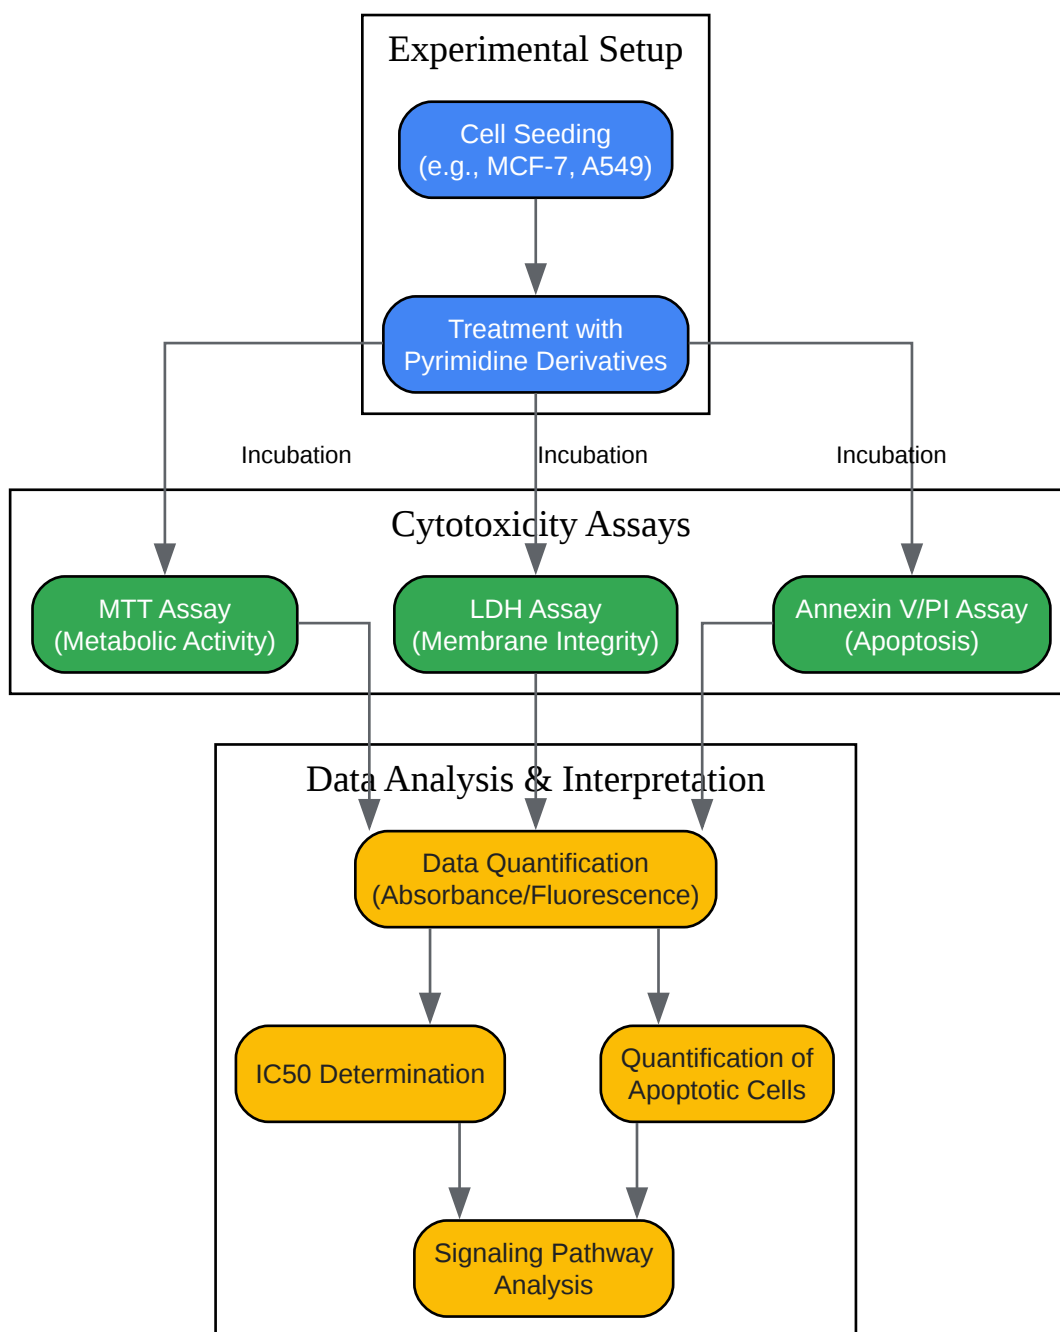 Experimental Setup
Cell Seeding
(e.g., MCF-7, A549)
Treatment with
Pyrimidine Derivatives
Incubation
Incubation
Incubation
Cytotoxicity Assays
MTT Assay
(Metabolic Activity)
LDH Assay
(Membrane Integrity)
Annexin V/PI Assay
(Apoptosis)
Data Analysis & Interpretation
Data Quantification
(Absorbance/Fluorescence)
IC50 Determination
Quantification of
Apoptotic Cells
Signaling Pathway
Analysis